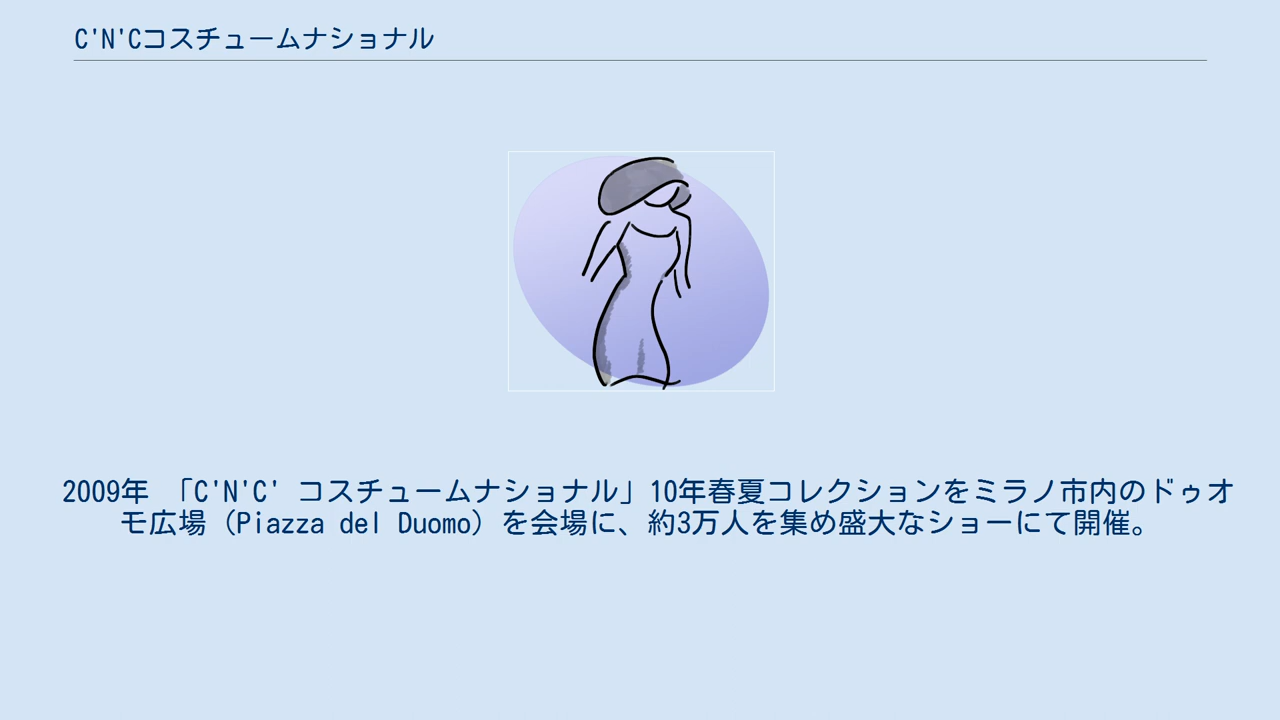 C'N'Cコスチュームナショナル
2009年 「C'N'C' コスチュームナショナル」10年春夏コレクションをミラノ市内のドゥオ
モ広場（Piazza del Duomo）を会場に、約3万人を集め盛大なショーにて開催。